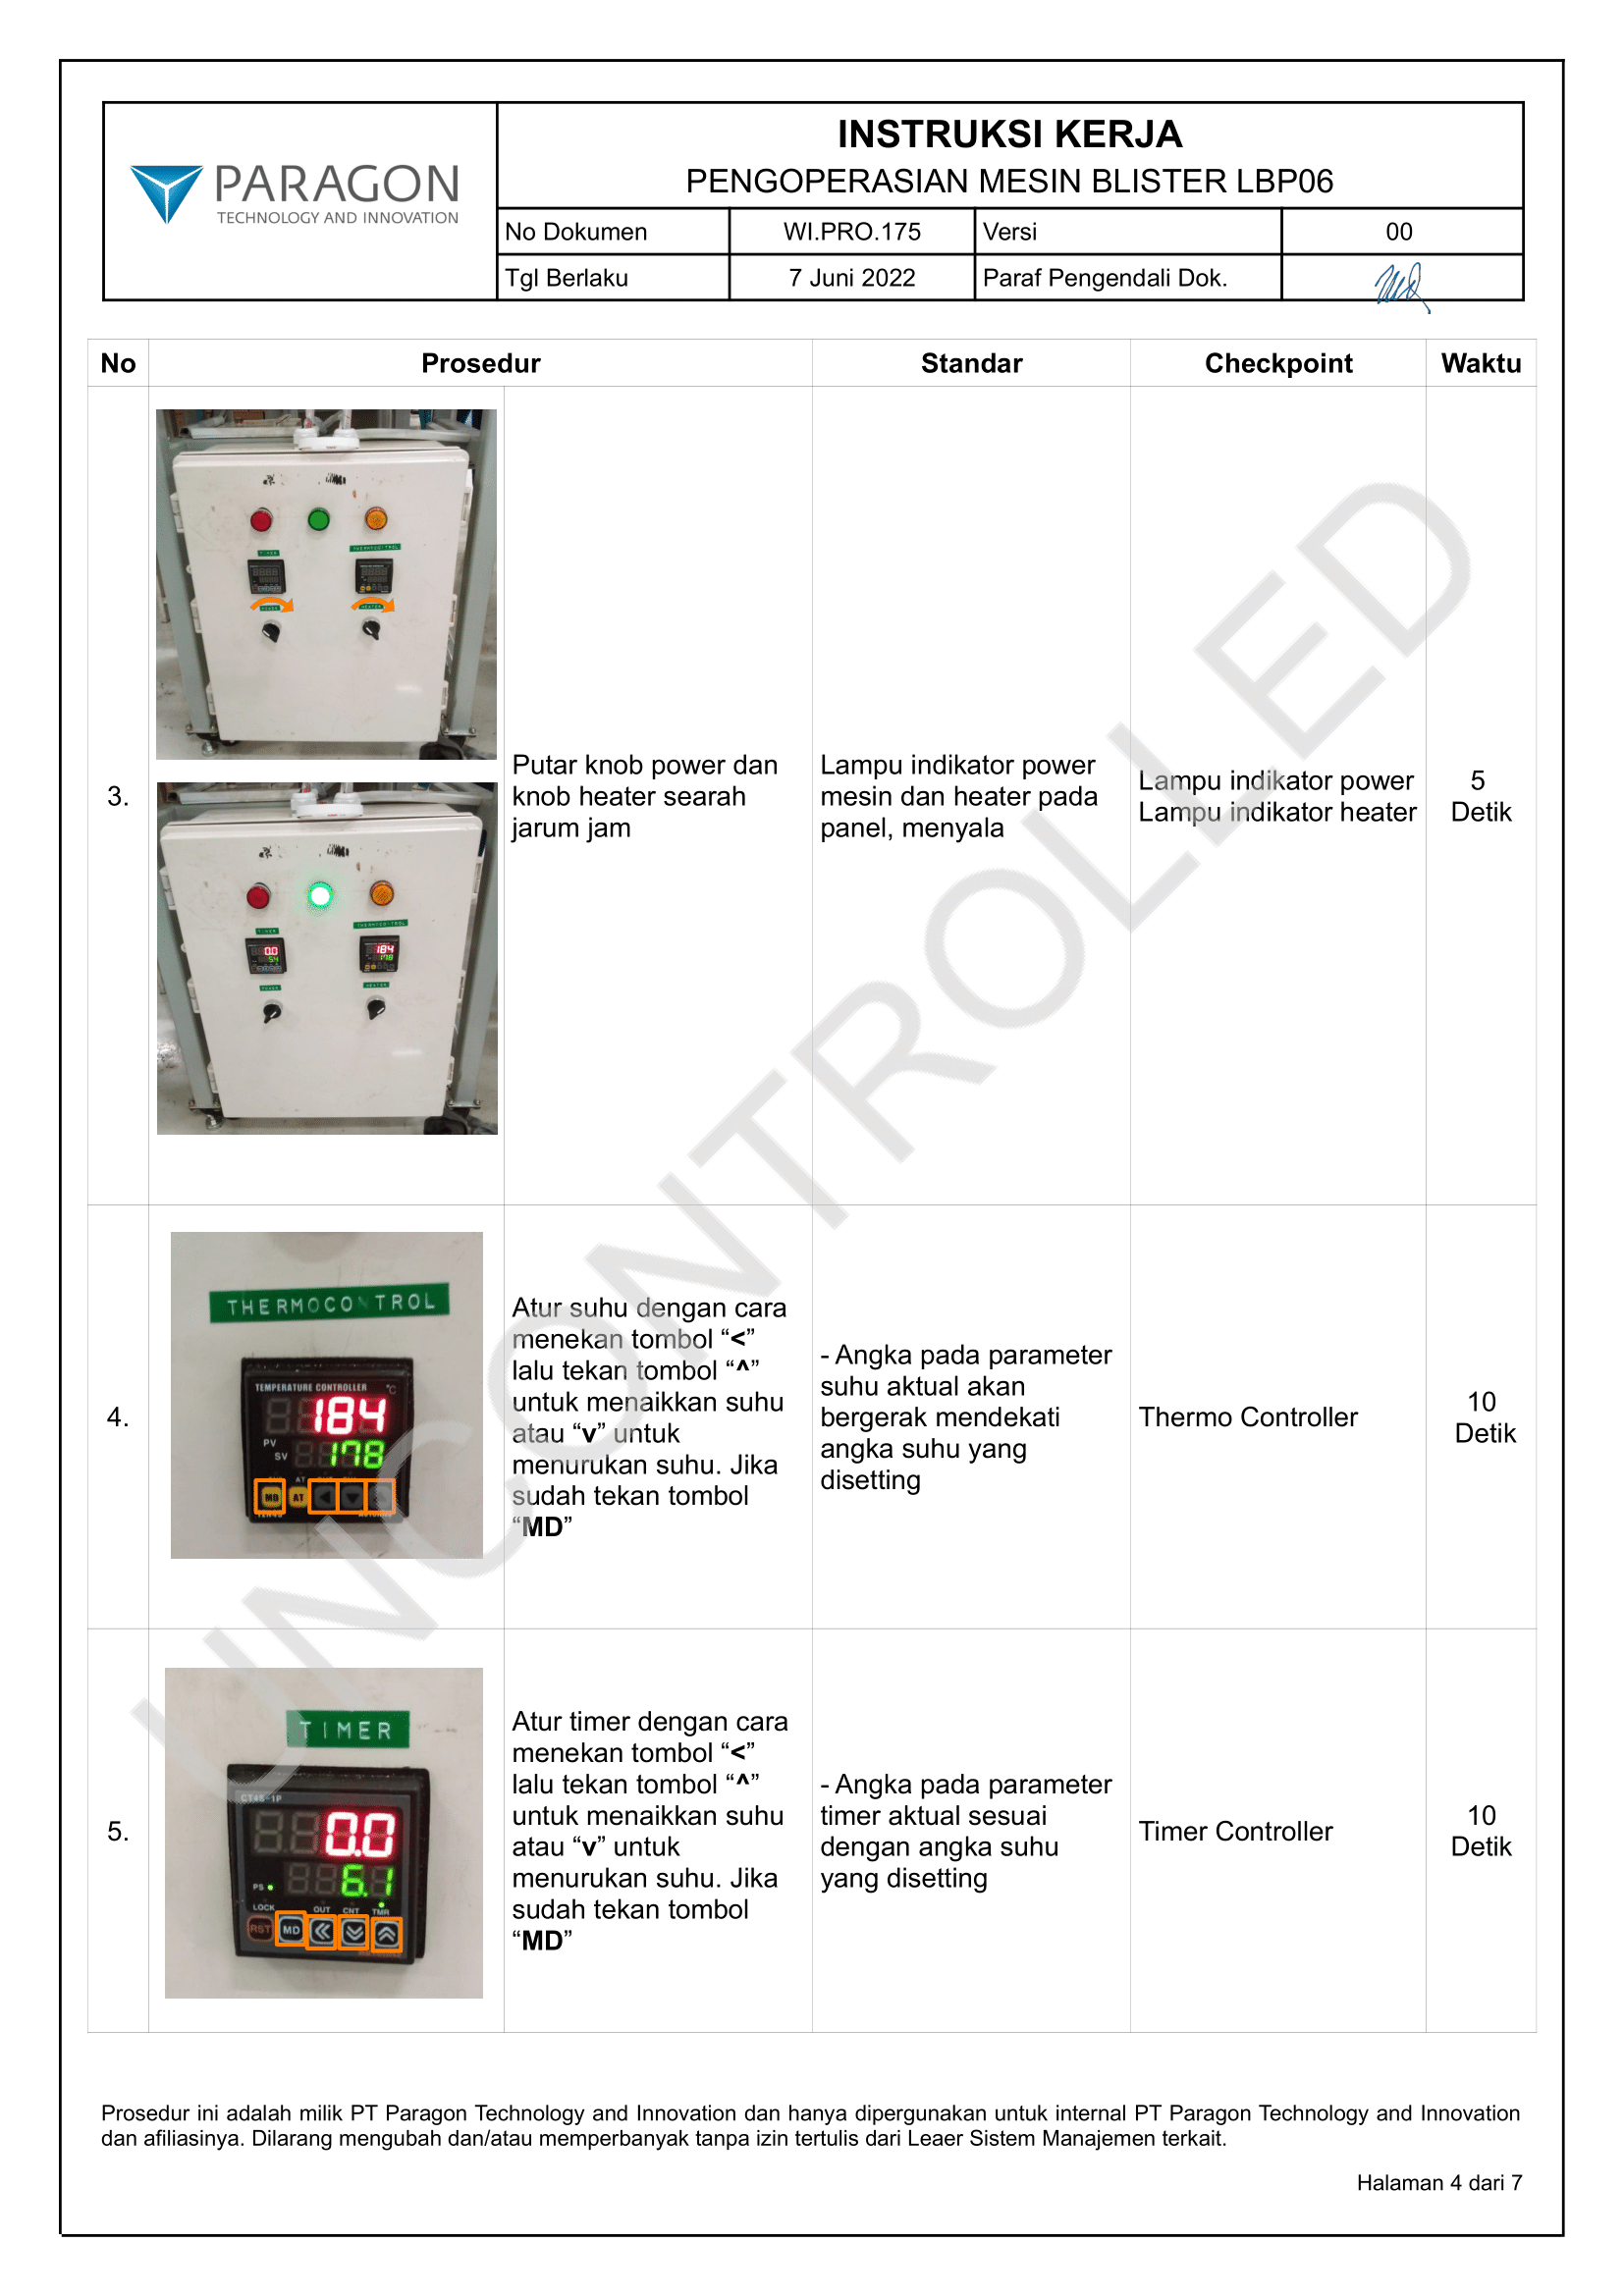 PARAGON
TECHNOLOGY AND INNOVATION
INSTRUKSI KERJA
PENGOPERASIAN MESIN BLISTER LBP06
No Dokumen
WI.PRO.175
Versi
00
Tgl Berlaku
7 Juni 2022
Paraf Pengendali Dok.
No
Prosedur
Standar
Checkpoint
Waktu
3.
TIMER
THERMOCONTROL
POWER
HEATER
TIMER
THERMOCONTROL
0.0
54
184
178
POWER
HEATER
Putar knob power dan
knob heater searah
jarum jam
Lampu indikator power
mesin dan heater pada
panel, menyala
Lampu indikator power
Lampu indikator heater
5
Detik
4.
THERMOCONTROL
TEMPERATURE CONTROLLER
°C
184
PV
SV
178
AT
MD
AT
Atur suhu dengan cara
menekan tombol “<”
lalu tekan tombol “^”
untuk menaikkan suhu
atau “v” untuk
menurukan suhu. Jika
sudah tekan tombol
“MD”
- Angka pada parameter
suhu aktual akan
bergerak mendekati
angka suhu yang
disetting
Thermo Controller
10
Detik
5.
TIMER
CT4S-1P
0.0
6.1
PS
LOCK
OUT
CNT
TMR
RST
MD
Atur timer dengan cara
menekan tombol “<”
lalu tekan tombol “^”
untuk menaikkan suhu
atau “v” untuk
menurukan suhu. Jika
sudah tekan tombol
“MD”
- Angka pada parameter
timer aktual sesuai
dengan angka suhu
yang disetting
Timer Controller
10
Detik
UNCONTROLLED
Prosedur ini adalah milik PT Paragon Technology and Innovation dan hanya dipergunakan untuk internal PT Paragon Technology and Innovation
dan afiliasinya. Dilarang mengubah dan/atau memperbanyak tanpa izin tertulis dari Leaer Sistem Manajemen terkait.
Halaman 4 dari 7